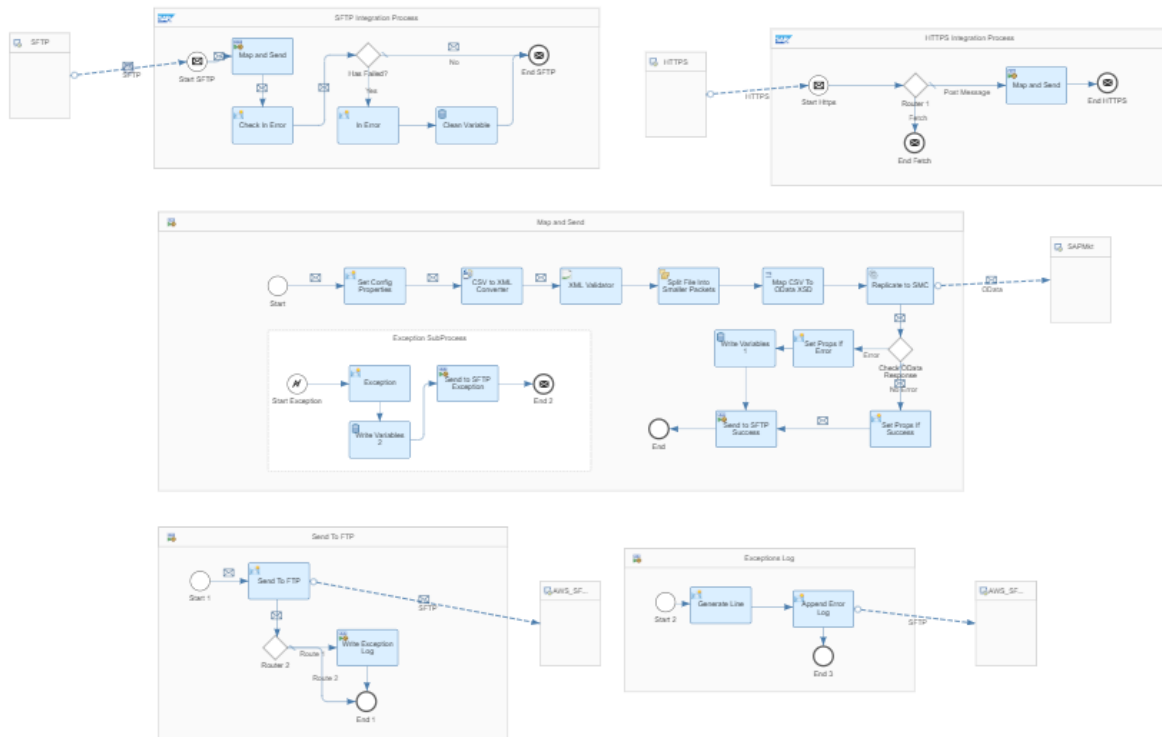 SFTP Integration Process
SAP
SFTP
SFTP
Start SFTP
Map and Send
Has Failed?
No
End SFTP
Yes
Check In Error
In Error
Clean Variable
HTTPS Integration Process
SAP
HTTPS
HTTPS
Start Https
Router 1
Post Message
Map and Send
End HTTPS
Fetch
End Fetch
Map and Send
Start
Set Config
Properties
CSV to XML
Converter
XML Validator
Split File Into
Smaller Packets
Map CSV To
OData XSD
Replicate to SMC
OData
SAPMkt
Exception SubProcess
Start Exception
Exception
Send to SFTP
Exception
End 2
Write Variables
2
Write Variables
1
Set Props If
Error
Error
Check OData
Response
No Error
End
Send to SFTP
Success
Set Props If
Success
Send To FTP
Start 1
Send To FTP
SFTP
AWS_SF...
Router 2
Route 1
Write Exception
Log
Route 2
End 1
Exceptions Log
Start 2
Generate Line
Append Error
Log
SFTP
AWS_SF...
End 3